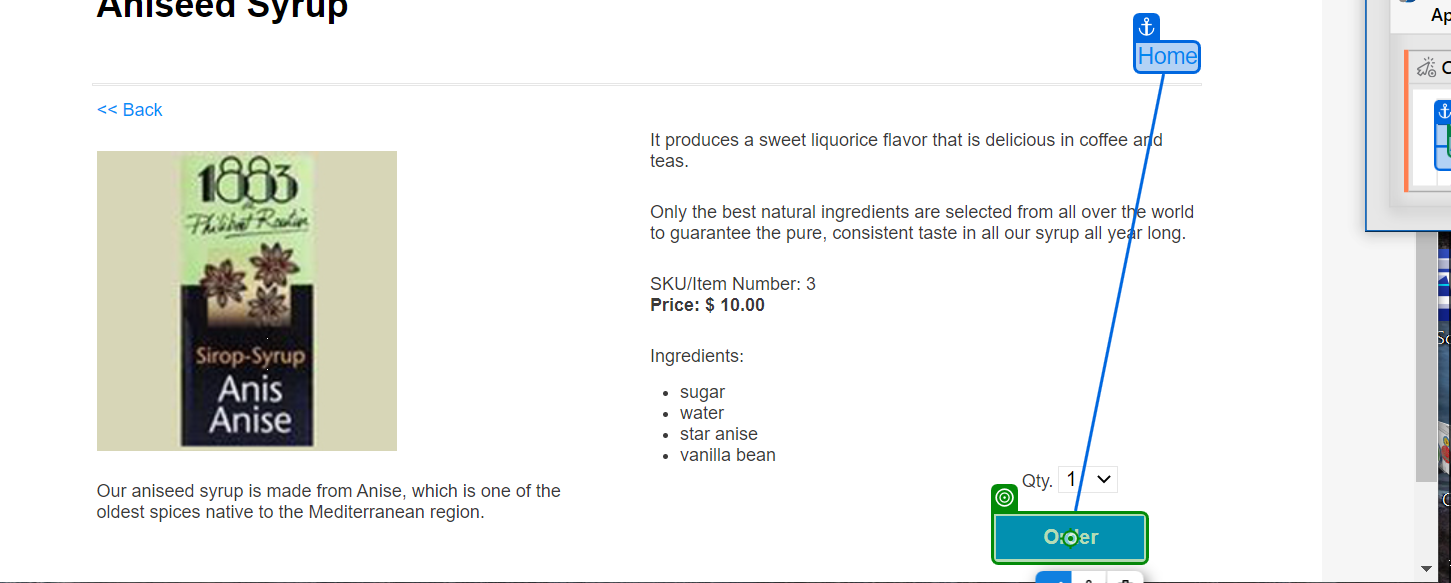 Aniseed Syrup
Home
<< Back
It produces a sweet liquorice flavor that is delicious in coffee and
teas.
Only the best natural ingredients are selected from all over the world
to guarantee the pure, consistent taste in all our syrup all year long.
SKU/Item Number: 3
Price: $ 10.00
Ingredients:
sugar
water
star anise
vanilla bean
1883
de
Philibert Routin
Sirop-Syrup
Anis
Anise
Our aniseed syrup is made from Anise, which is one of the
oldest spices native to the Mediterranean region.
Qty. 1
Order
Ap